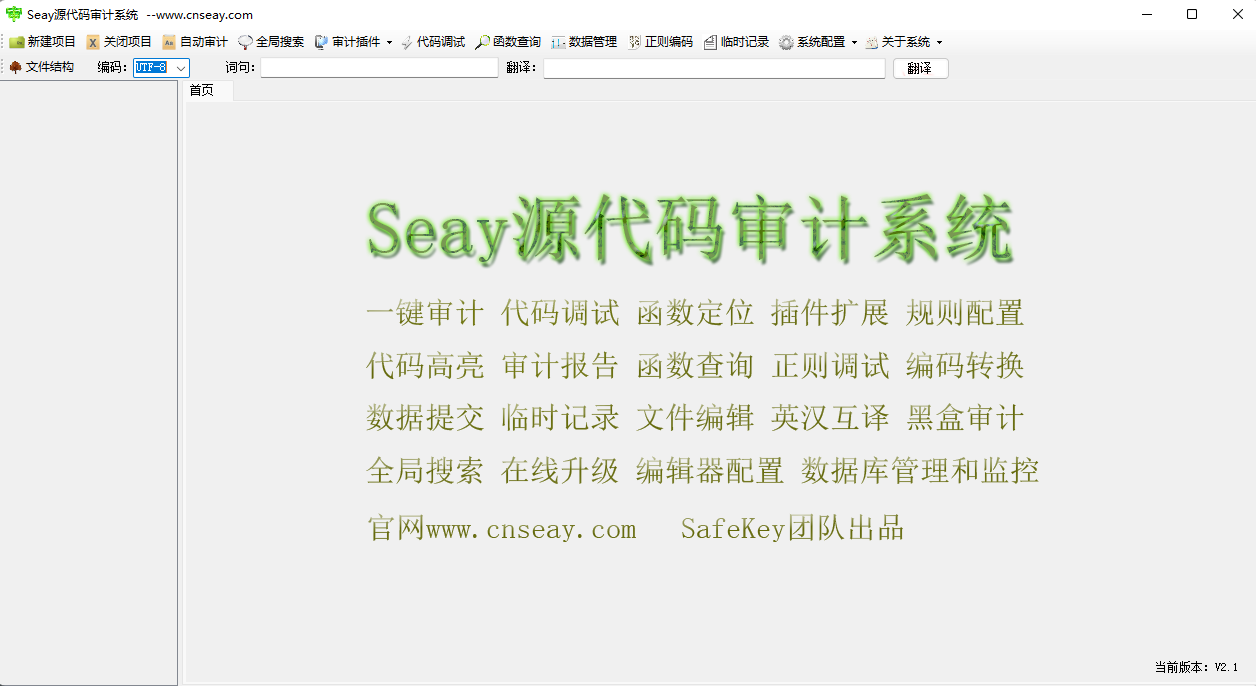 Seay源代码审计系统 --www.cnseay.com
新建项目 关闭项目 自动审计 全局搜索 审计插件 代码调试 函数查询 数据管理 正则编码 临时记录 系统配置 关于系统
文件结构 编码: UTF-8 词句: 翻译: 翻译
首页
Seay源代码审计系统
一键审计 代码调试 函数定位 插件扩展 规则配置
代码高亮 审计报告 函数查询 正则调试 编码转换
数据提交 临时记录 文件编辑 英汉互译 黑盒审计
全局搜索 在线升级 编辑器配置 数据库管理和监控
官网www.cnseay.com SafeKey团队出品
当前版本: V2.1